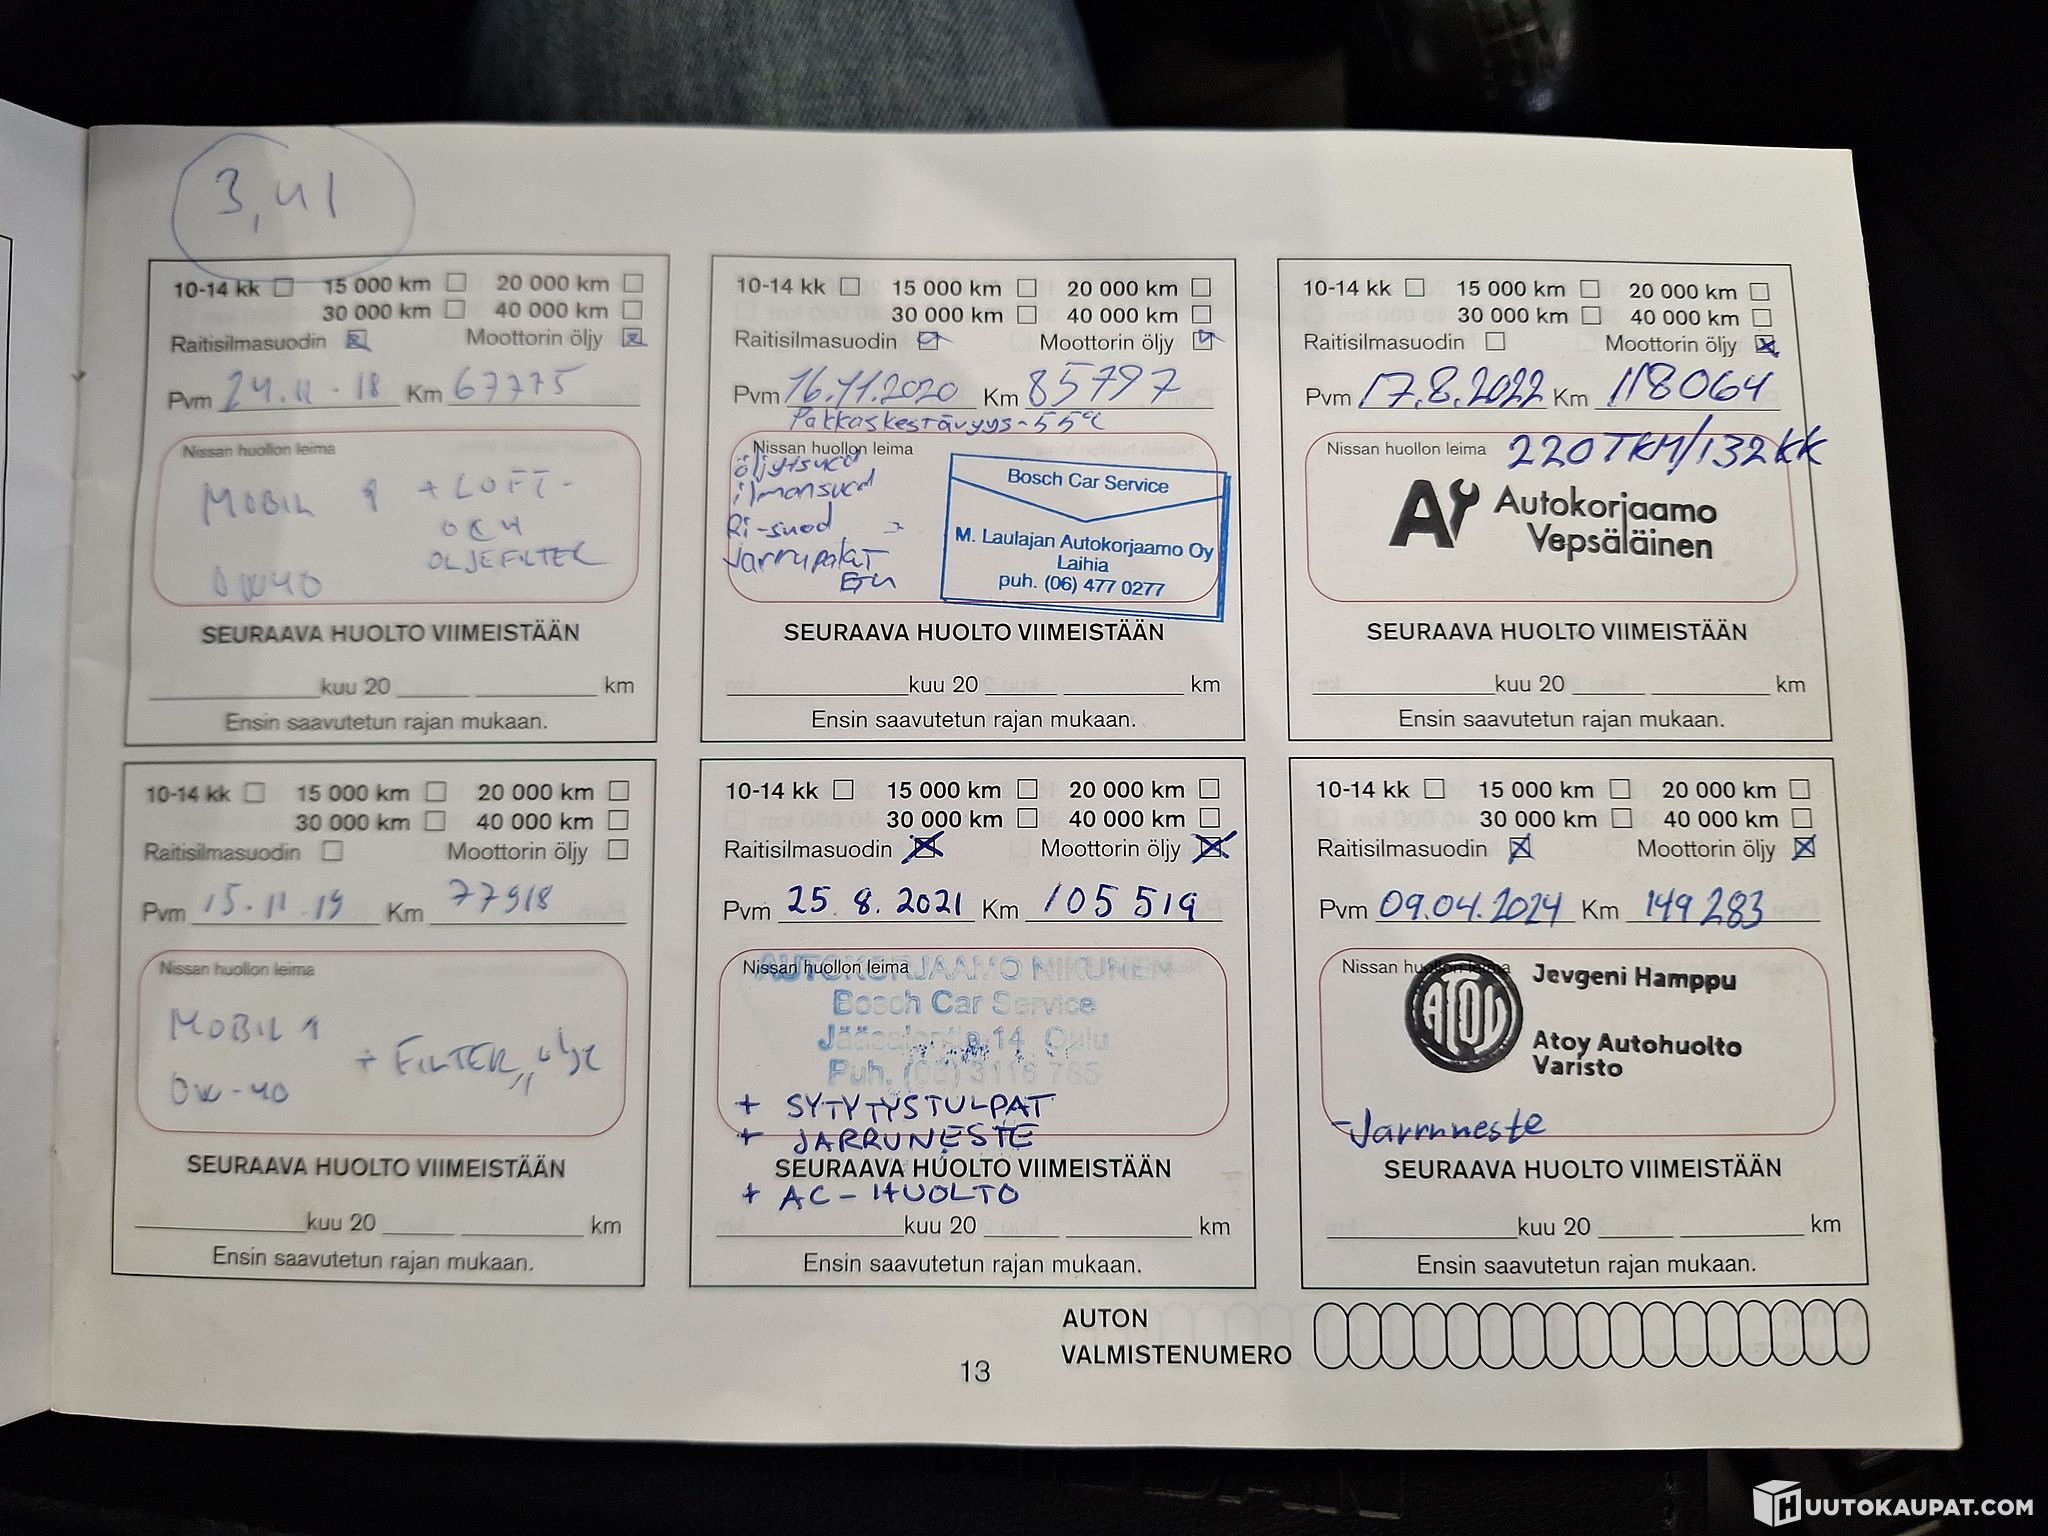 3,4l
10-14 kk 15 000 km 20 000 km
30 000 km 40 000 km
Raitisilmasuodin Moottorin öljy
Pvm 24.11-18 Km 67775
Nissan huollon leima
MOBIL 1 + LUFT-
OCH
OLJEFILTER
0W40
SEURAAVA HUOLTO VIIMEISTÄÄN
kuu 20 km
Ensin saavutetun rajan mukaan.
10-14 kk 15 000 km 20 000 km
30 000 km 40 000 km
Raitisilmasuodin Moottorin öljy
Pvm 16.11.2020 Km 85797
Pakkaskestävyys -55°C
Nissan huollon leima
öljynsuod
ilmansuod
Ri-suod
Jarrupalat
Etu
Bosch Car Service
M. Laulajan Autokorjaamo Oy
Laihia
puh. (06) 477 0277
SEURAAVA HUOLTO VIIMEISTÄÄN
kuu 20 km
Ensin saavutetun rajan mukaan.
10-14 kk 15 000 km 20 000 km
30 000 km 40 000 km
Raitisilmasuodin Moottorin öljy
Pvm 17.8.2022 Km 118064
Nissan huollon leima 220TKM/132KK
AY Autokorjaamo
Vepsäläinen
SEURAAVA HUOLTO VIIMEISTÄÄN
kuu 20 km
Ensin saavutetun rajan mukaan.
10-14 kk 15 000 km 20 000 km
30 000 km 40 000 km
Raitisilmasuodin Moottorin öljy
Pvm 15.11.19 Km 77918
Nissan huollon leima
MOBIL 1
+ FILTER,
0W-40
SEURAAVA HUOLTO VIIMEISTÄÄN
kuu 20 km
Ensin saavutetun rajan mukaan.
10-14 kk 15 000 km 20 000 km
30 000 km 40 000 km
Raitisilmasuodin Moottorin öljy
Pvm 25.8.2021 Km 105 519
Nissan huollon leima
AUTOKORJAAMO NIKUNEN
Bosch Car Service
14 Oulu
Puh. (08) 3116 785
+ SYTYTYSTULPAT
+ JARRUNESTE
SEURAAVA HUOLTO VIIMEISTÄÄN
+ AC-HUOLTO
kuu 20 km
Ensin saavutetun rajan mukaan.
10-14 kk 15 000 km 20 000 km
30 000 km 40 000 km
Raitisilmasuodin Moottorin öljy
Pvm 09.04.2024 Km 149 283
Nissan huollon leima
ATOY
Jevgeni Hamppu
Atoy Autohuolto
Varisto
-Jarruneste
SEURAAVA HUOLTO VIIMEISTÄÄN
kuu 20 km
Ensin saavutetun rajan mukaan.
AUTON
VALMISTENUMERO
13
HUUTOKAUPAT.COM